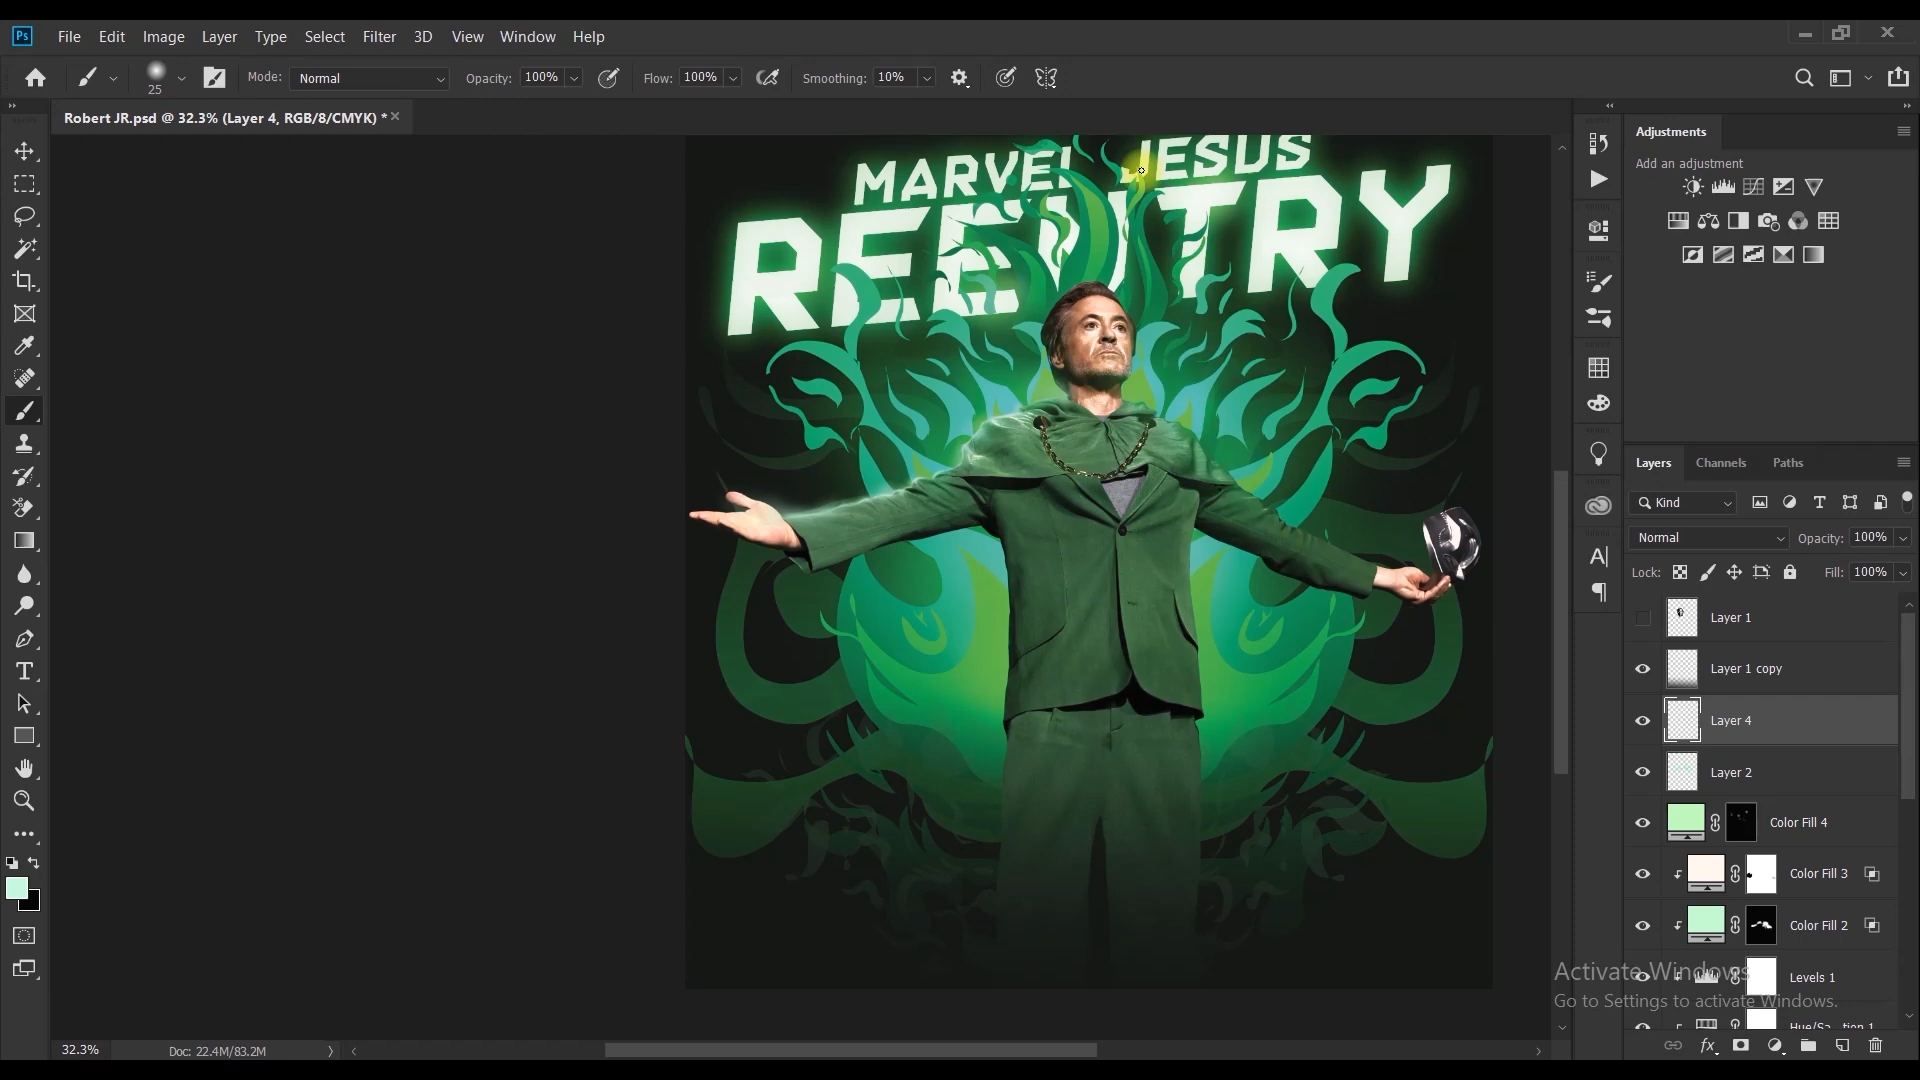 Ps File Edit Image Layer Type Select Filter 3D View Window Help
25 Mode: Normal Opacity: 100% Flow: 100% Smoothing: 10%
Robert JR.psd @ 32.3% (Layer 4, RGB/8/CMYK) *
MARVEL JESUS
REENTRY
Adjustments
Add an adjustment
Layers Channels Paths
Kind
Normal Opacity: 100%
Lock: Fill: 100%
Layer 1
Layer 1 copy
Layer 4
Layer 2
Color Fill 4
Color Fill 3
Color Fill 2
Levels 1
Hue/Sa...tion 1
Activate Windows
Go to Settings to activate Windows.
32.3% Doc: 22.4M/83.2M